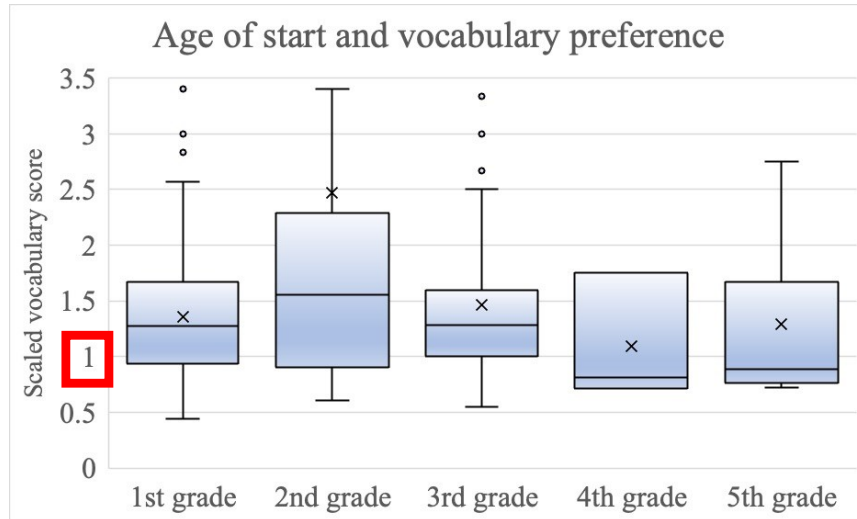 Age of start and vocabulary preference
Scaled vocabulary score
3.5
3
2.5
2
1.5
1
0.5
0
1st grade
2nd grade
3rd grade
4th grade
5th grade